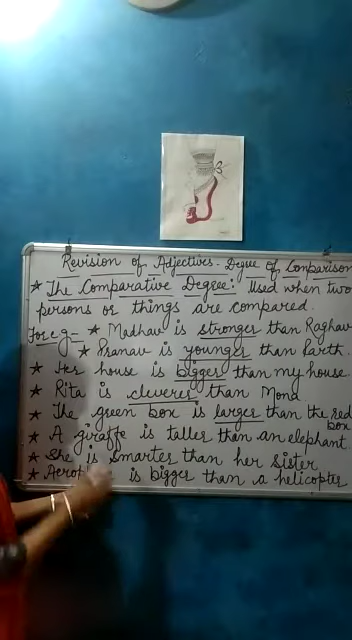 Revision of Adjectives - Degree of Comparison
* The Comparative Degree: Used when two
persons or things are compared.
For eg - * Madhav is stronger than Raghav
* Pranav is younger than Parth.
* Her house is bigger than my house.
* Rita is cleverer than Mona
* The green box is larger than the red
box
* A giraffe is taller than an elephant
* She is smarter than her sister
* is bigger than a helicopter